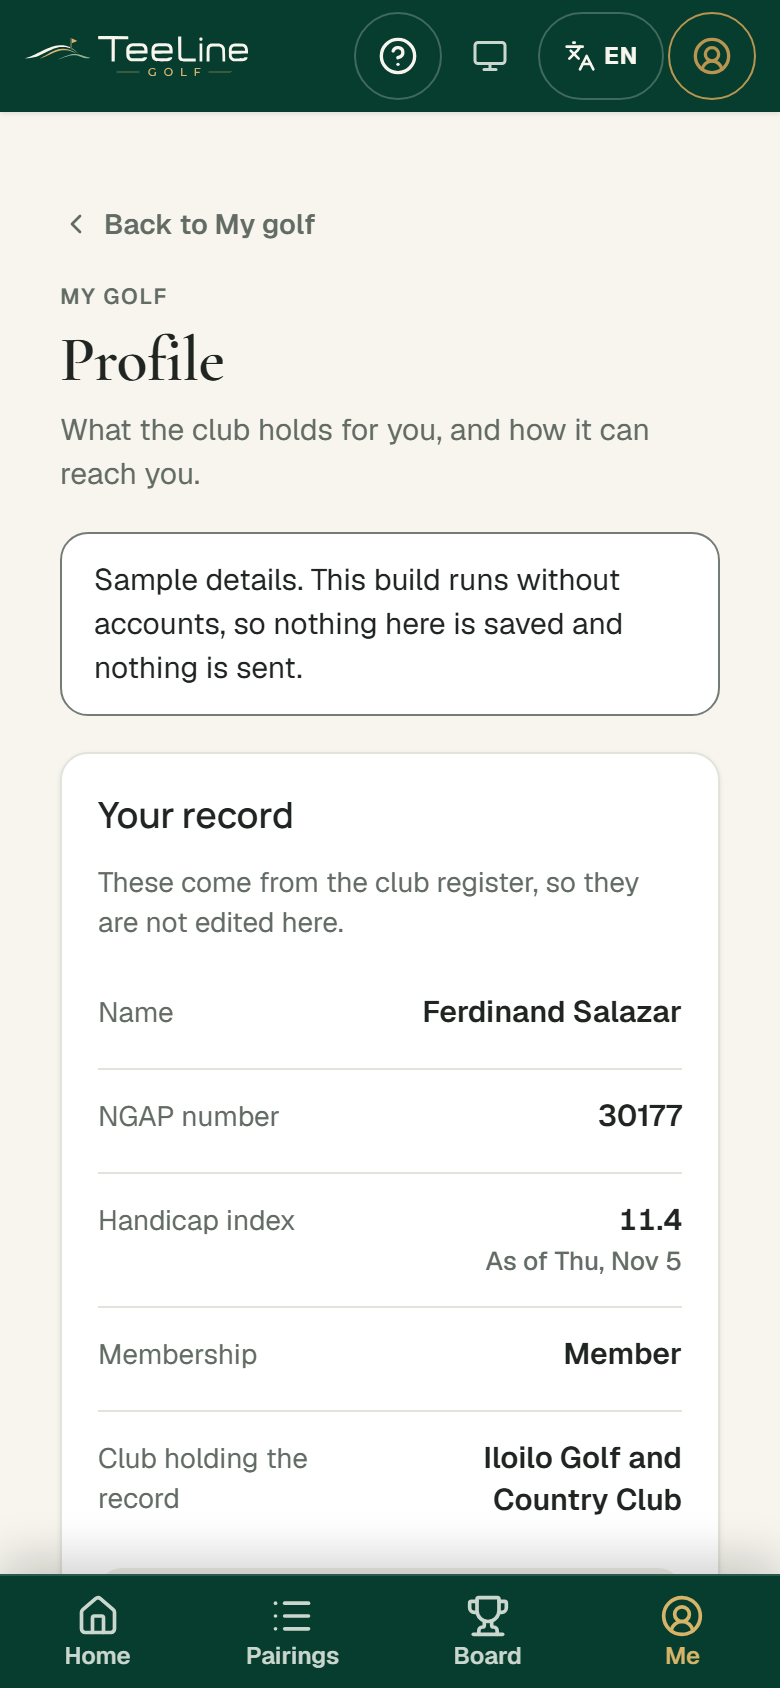 TeeLine
GOLF
EN
Back to My golf
MY GOLF
Profile
What the club holds for you, and how it can
reach you.
Sample details. This build runs without
accounts, so nothing here is saved and
nothing is sent.
Your record
These come from the club register, so they
are not edited here.
Name Ferdinand Salazar
NGAP number 30177
Handicap index 11.4
As of Thu, Nov 5
Membership Member
Club holding the Iloilo Golf and
record Country Club
Home Pairings Board Me